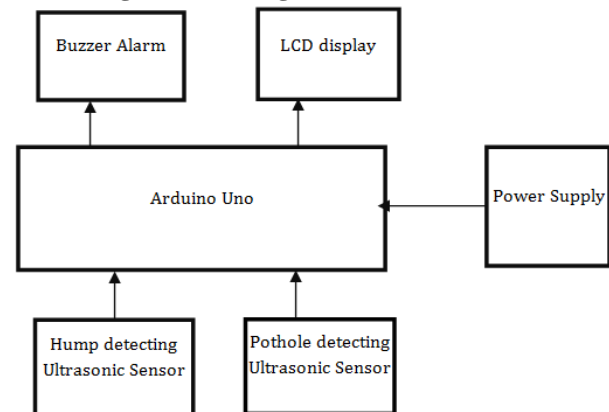 Buzzer Alarm
LCD display
Arduino Uno
Power Supply
Hump detecting
Ultrasonic Sensor
Pothole detecting
Ultrasonic Sensor